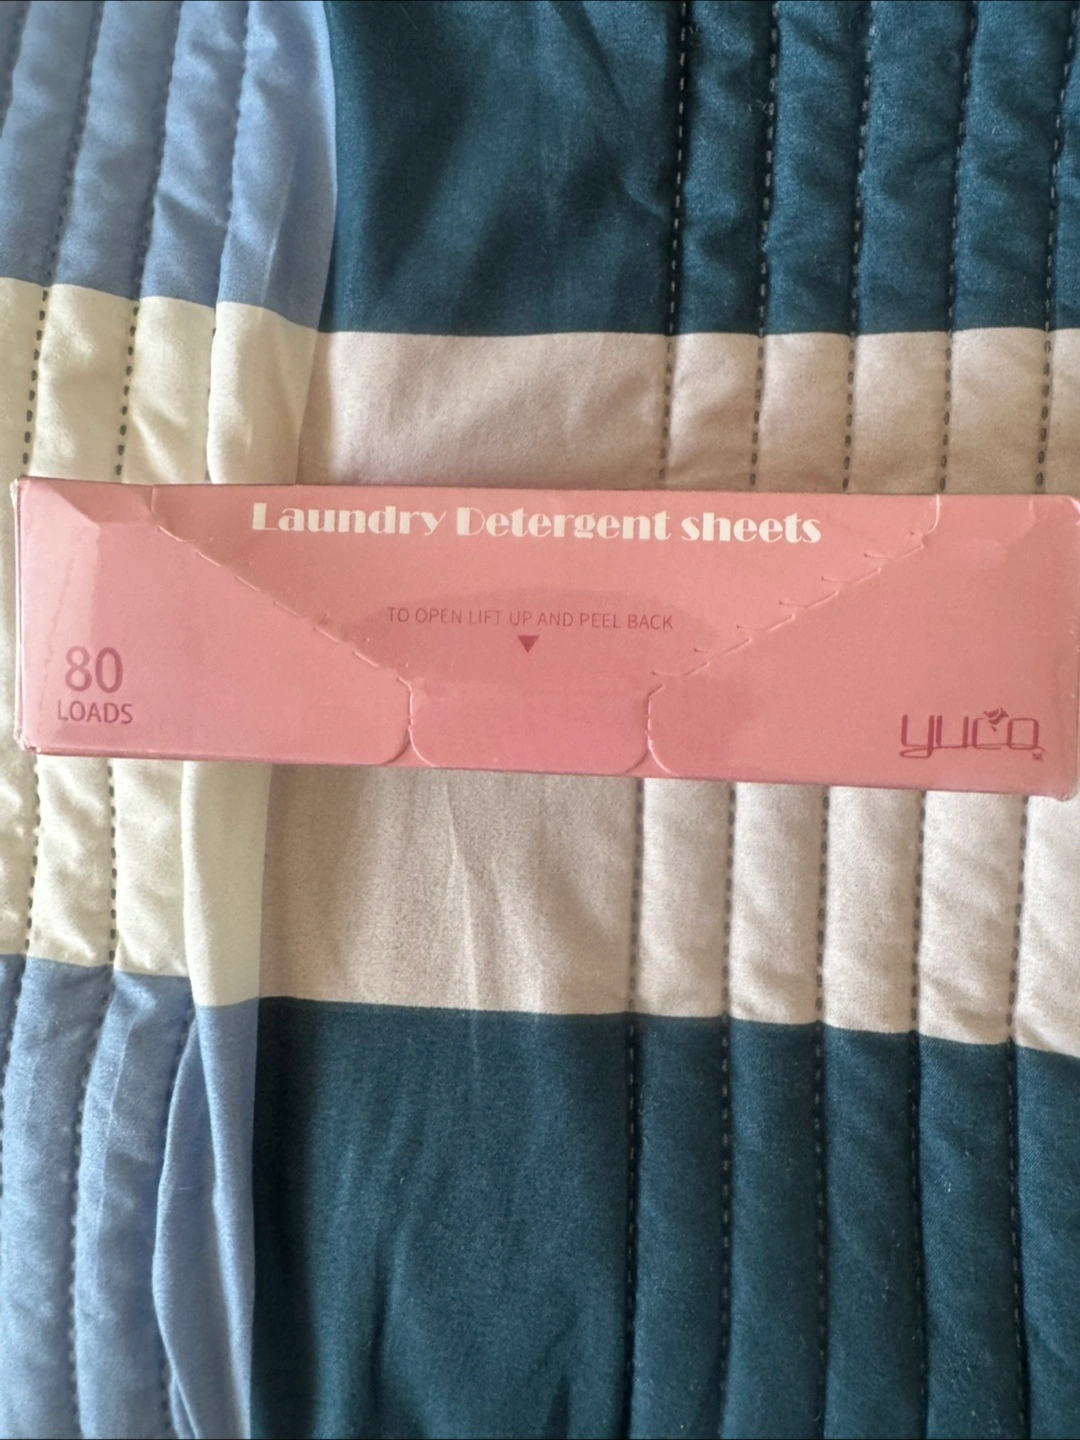 Laundry Detergent sheets
TO OPEN LIFT UP AND PEEL BACK
80
LOADS
yuco